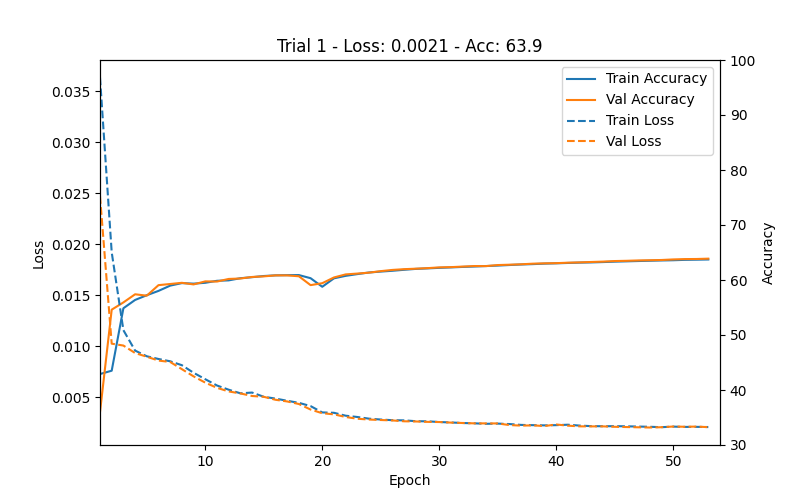 Trial 1 - Loss: 0.0021 - Acc: 63.9
Train Accuracy
Val Accuracy
Train Loss
Val Loss
Loss
0.035
0.030
0.025
0.020
0.015
0.010
0.005
100
90
80
70
60
50
40
30
Accuracy
10
20
30
40
50
Epoch